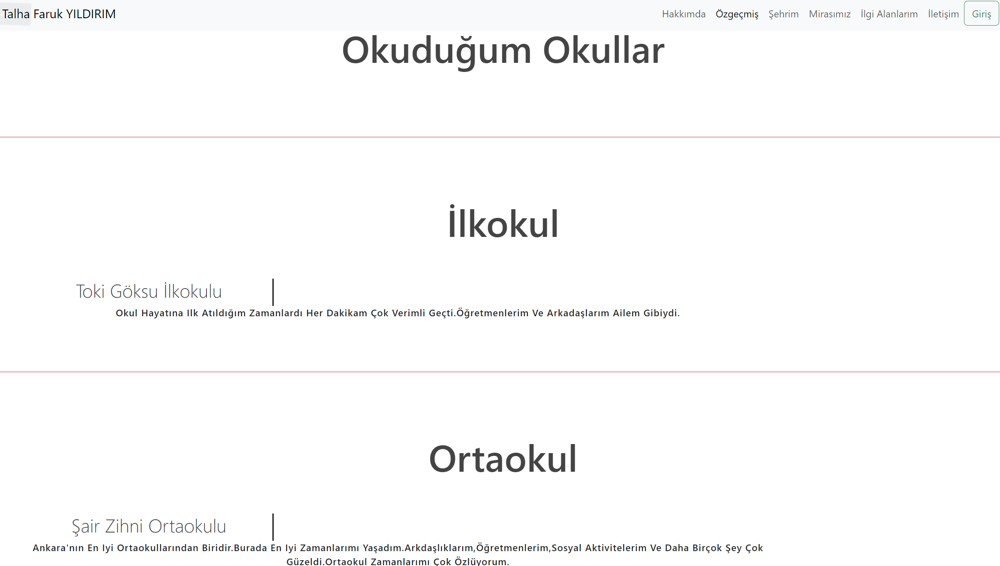 Talha Faruk YILDIRIM Hakkımda Özgeçmiş Şehrim Mirasımız İlgi Alanlarım İletişim Giriş
Okuduğum Okullar
İlkokul
Toki Göksu İlkokulu
Okul Hayatına Ilk Atıldığım Zamanlardı Her Dakikam Çok Verimli Geçti.Öğretmenlerim Ve Arkadaşlarım Ailem Gibiydi.
Ortaokul
Şair Zihni Ortaokulu
Ankara'nın En Iyi Ortaokullarından Biridir.Burada En Iyi Zamanlarımı Yaşadım.Arkdaşlıklarım,Öğretmenlerim,Sosyal Aktivitelerim Ve Daha Birçok Şey Çok
Güzeldi.Ortaokul Zamanlarımı Çok Özlüyorum.